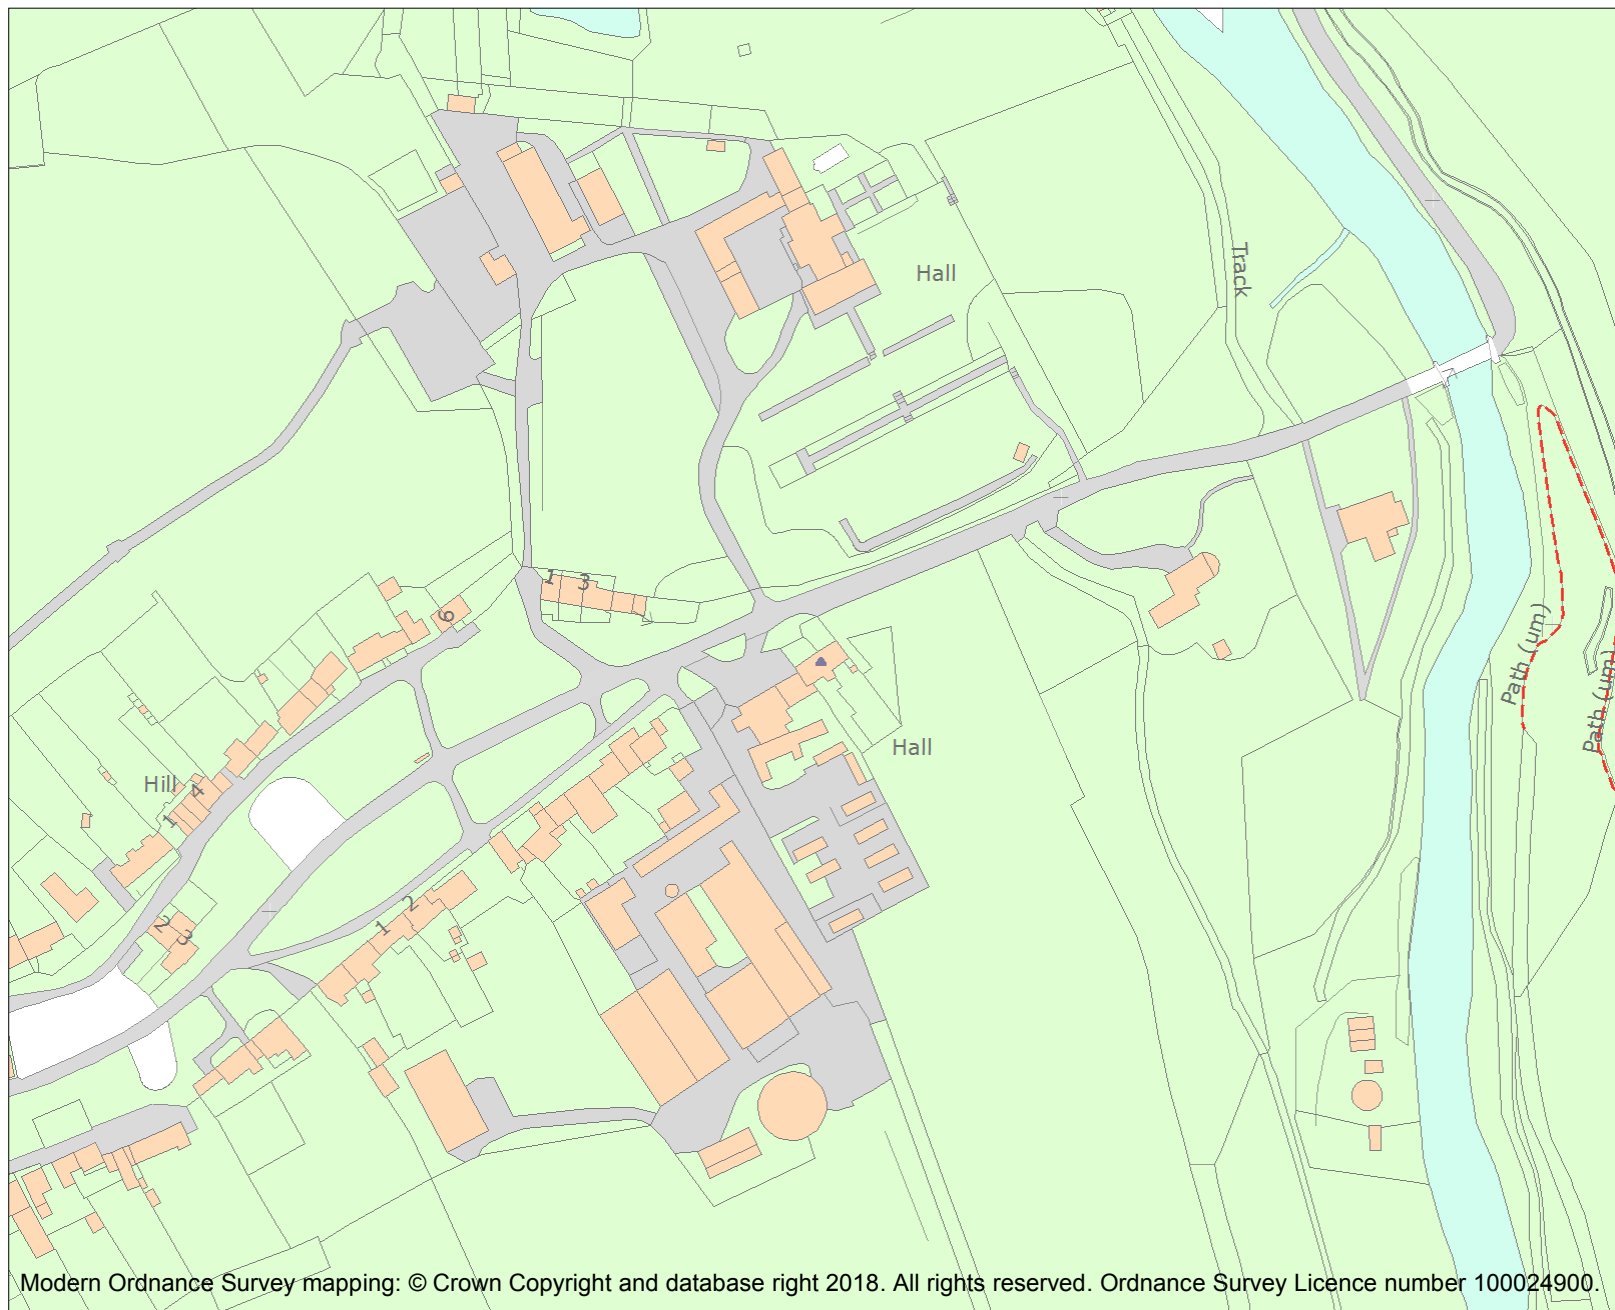 Hall
Track
1
3
6
Path (um)
Path (um)
Hall
Hill
4
1
2
3
2
1
Modern Ordnance Survey mapping: © Crown Copyright and database right 2018. All rights reserved. Ordnance Survey Licence number 100024900.